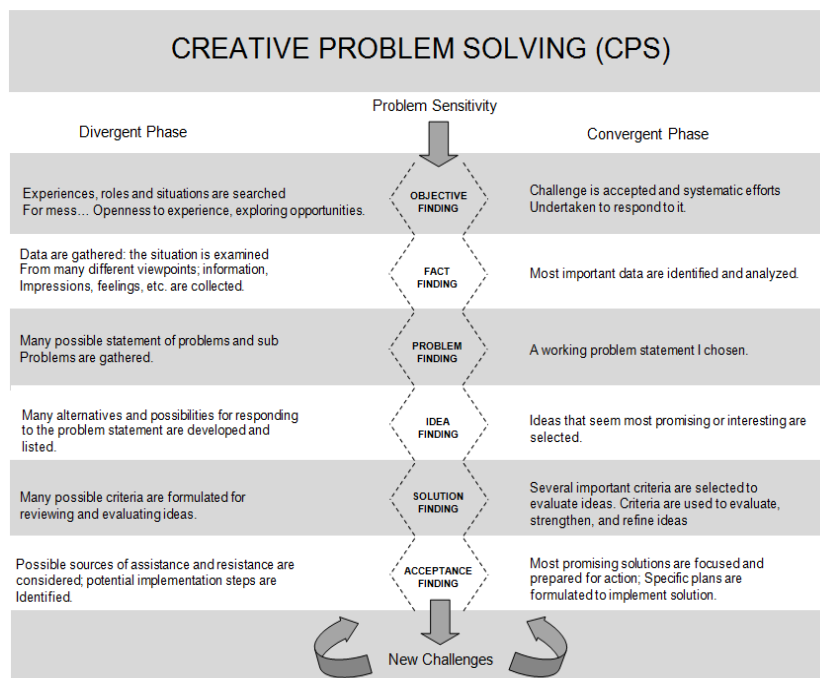 CREATIVE PROBLEM SOLVING (CPS)
Problem Sensitivity
Divergent Phase
Convergent Phase
Experiences, roles and situations are searched
For mess... Openness to experience, exploring opportunities.
OBJECTIVE
FINDING
Challenge is accepted and systematic efforts
Undertaken to respond to it.
Data are gathered: the situation is examined
From many different viewpoints; information,
Impressions, feelings, etc. are collected.
FACT
FINDING
Most important data are identified and analyzed.
Many possible statement of problems and sub
Problems are gathered.
PROBLEM
FINDING
A working problem statement I chosen.
Many alternatives and possibilities for responding
to the problem statement are developed and
listed.
IDEA
FINDING
Ideas that seem most promising or interesting are
selected.
Many possible criteria are formulated for
reviewing and evaluating ideas.
SOLUTION
FINDING
Several important criteria are selected to
evaluate ideas. Criteria are used to evaluate,
strengthen, and refine ideas
Possible sources of assistance and resistance are
considered; potential implementation steps are
Identified.
ACCEPTANCE
FINDING
Most promising solutions are focused and
prepared for action; Specific plans are
formulated to implement solution.
New Challenges